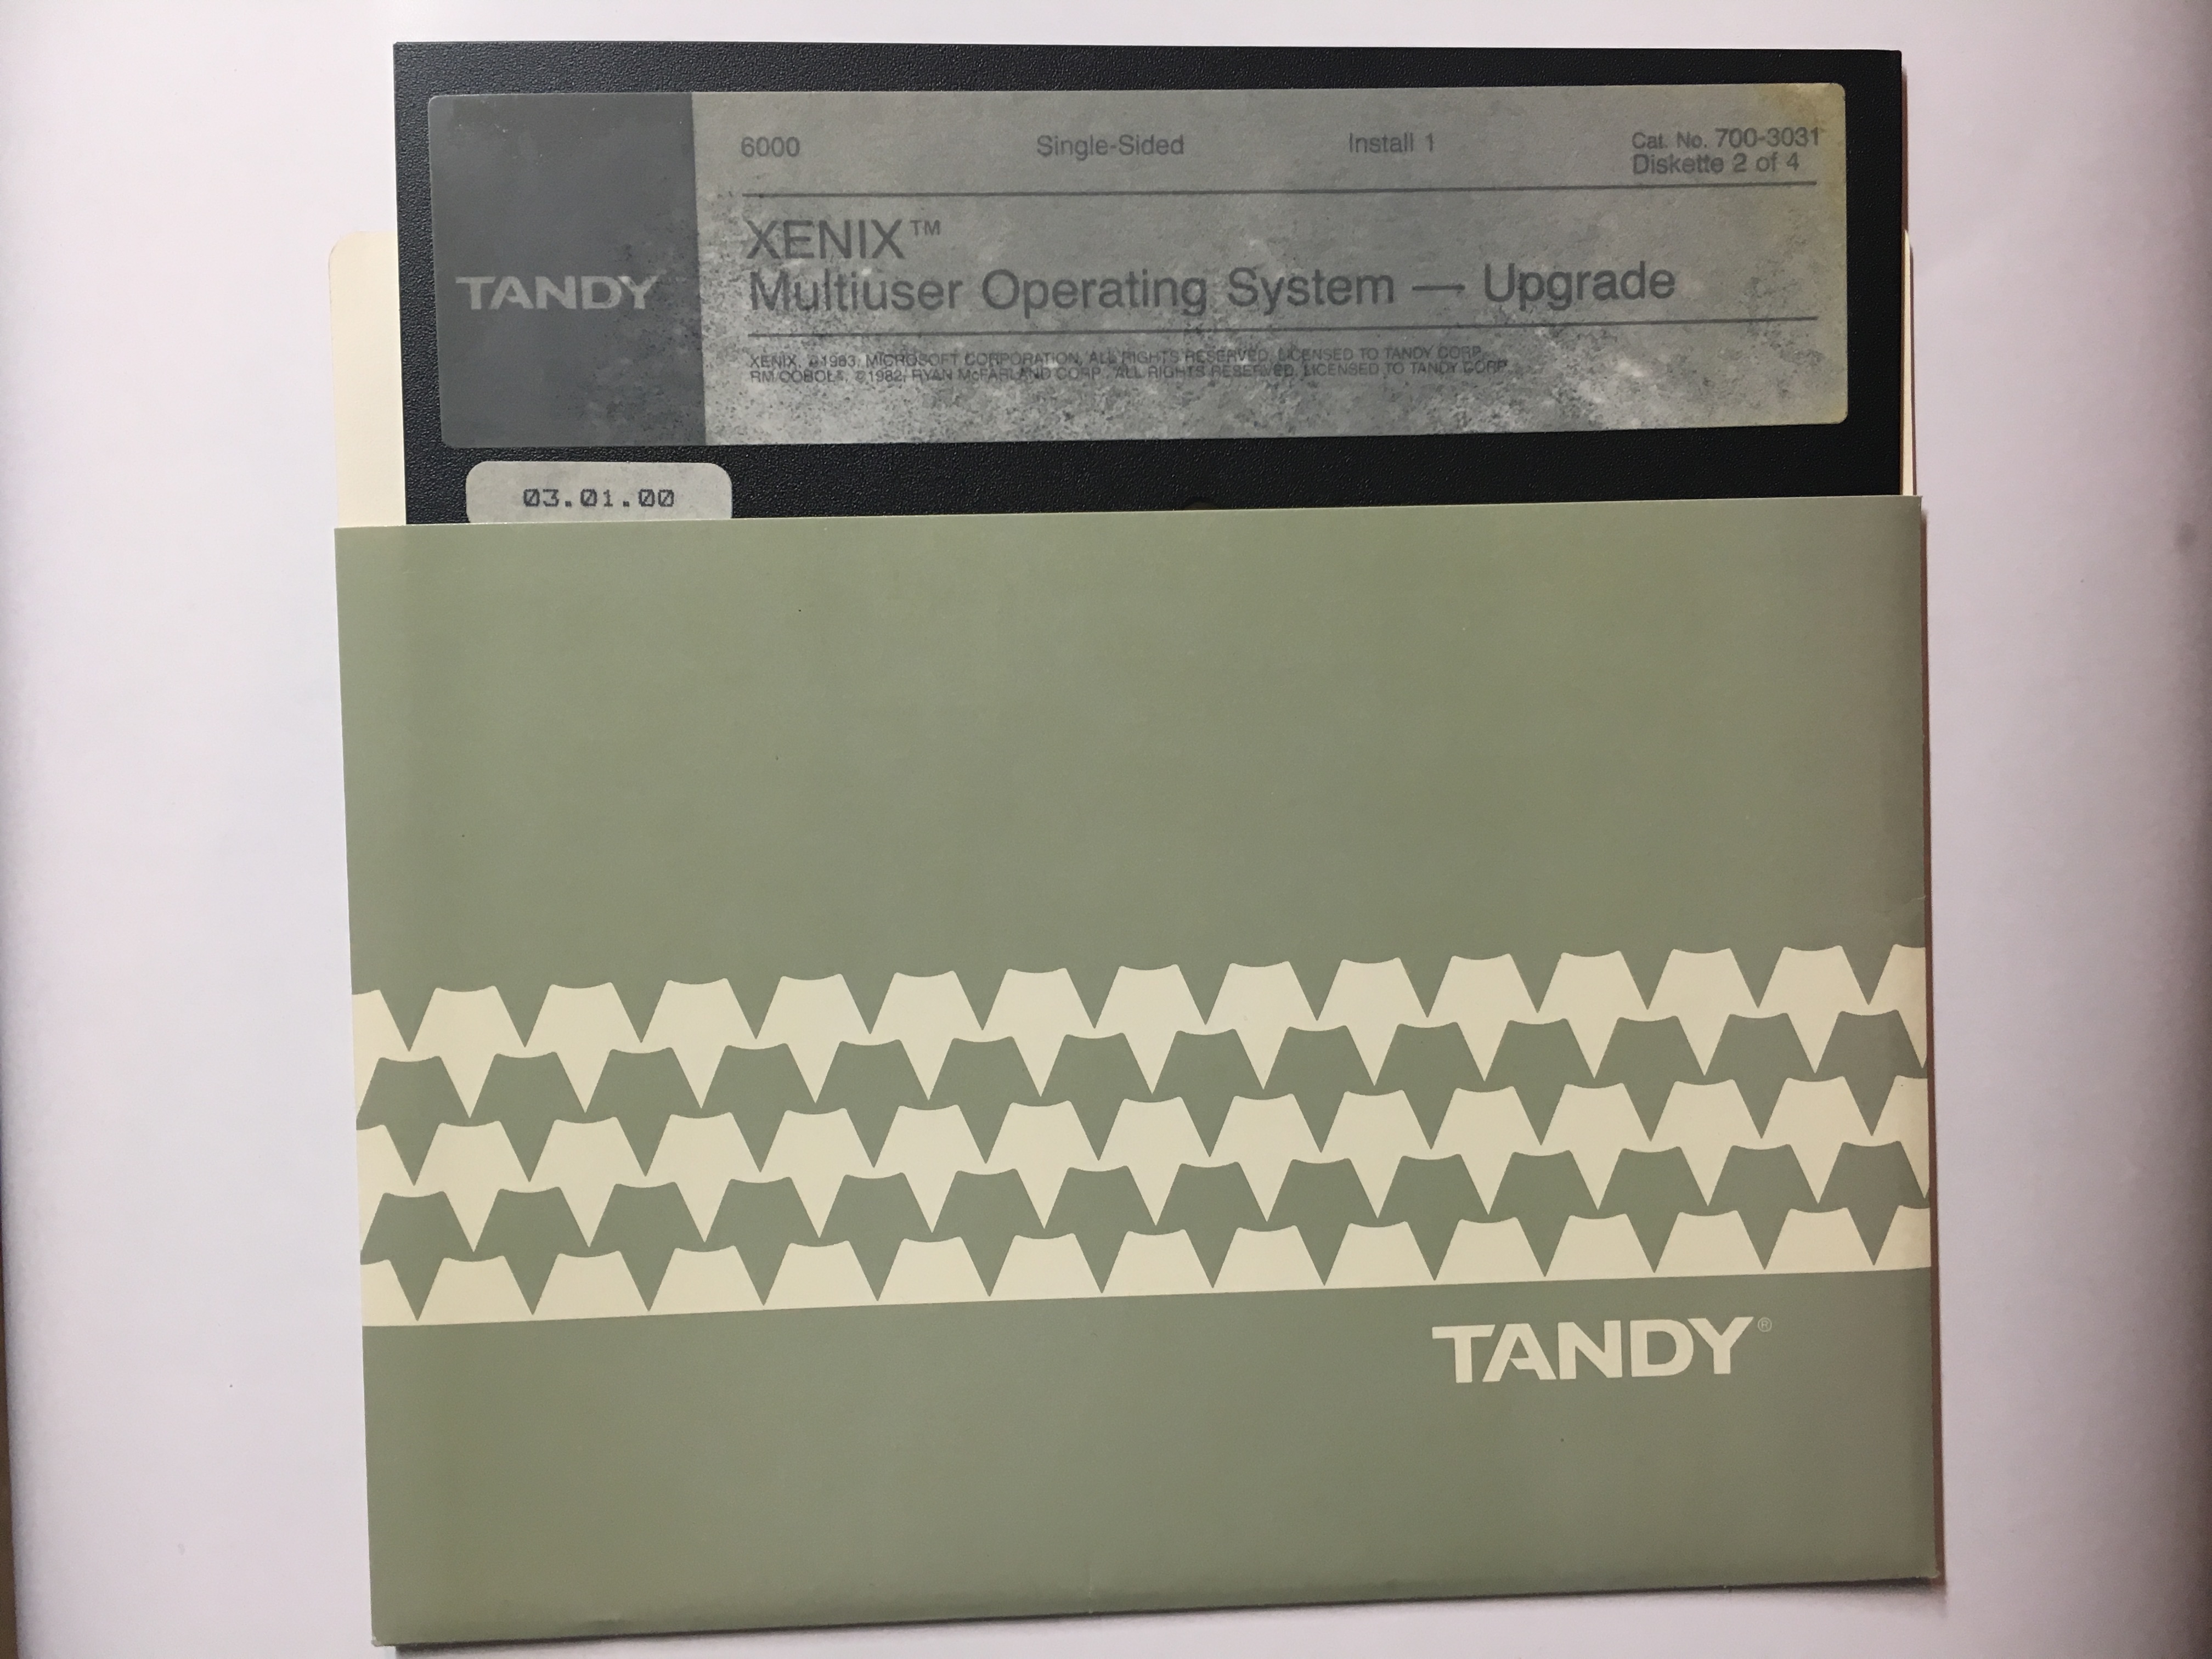 6000 Single-Sided Install 1 Cat. No. 700-3031
Diskette 2 of 4
XENIX™
Multiuser Operating System — Upgrade
TANDY
XENIX, ©1983, MICROSOFT CORPORATION, ALL RIGHTS RESERVED, LICENSED TO TANDY CORP.
RM COBOL®, ©1982, RYAN McFARLAND CORP. ALL RIGHTS RESERVED, LICENSED TO TANDY CORP.
03.01.00
TANDY®